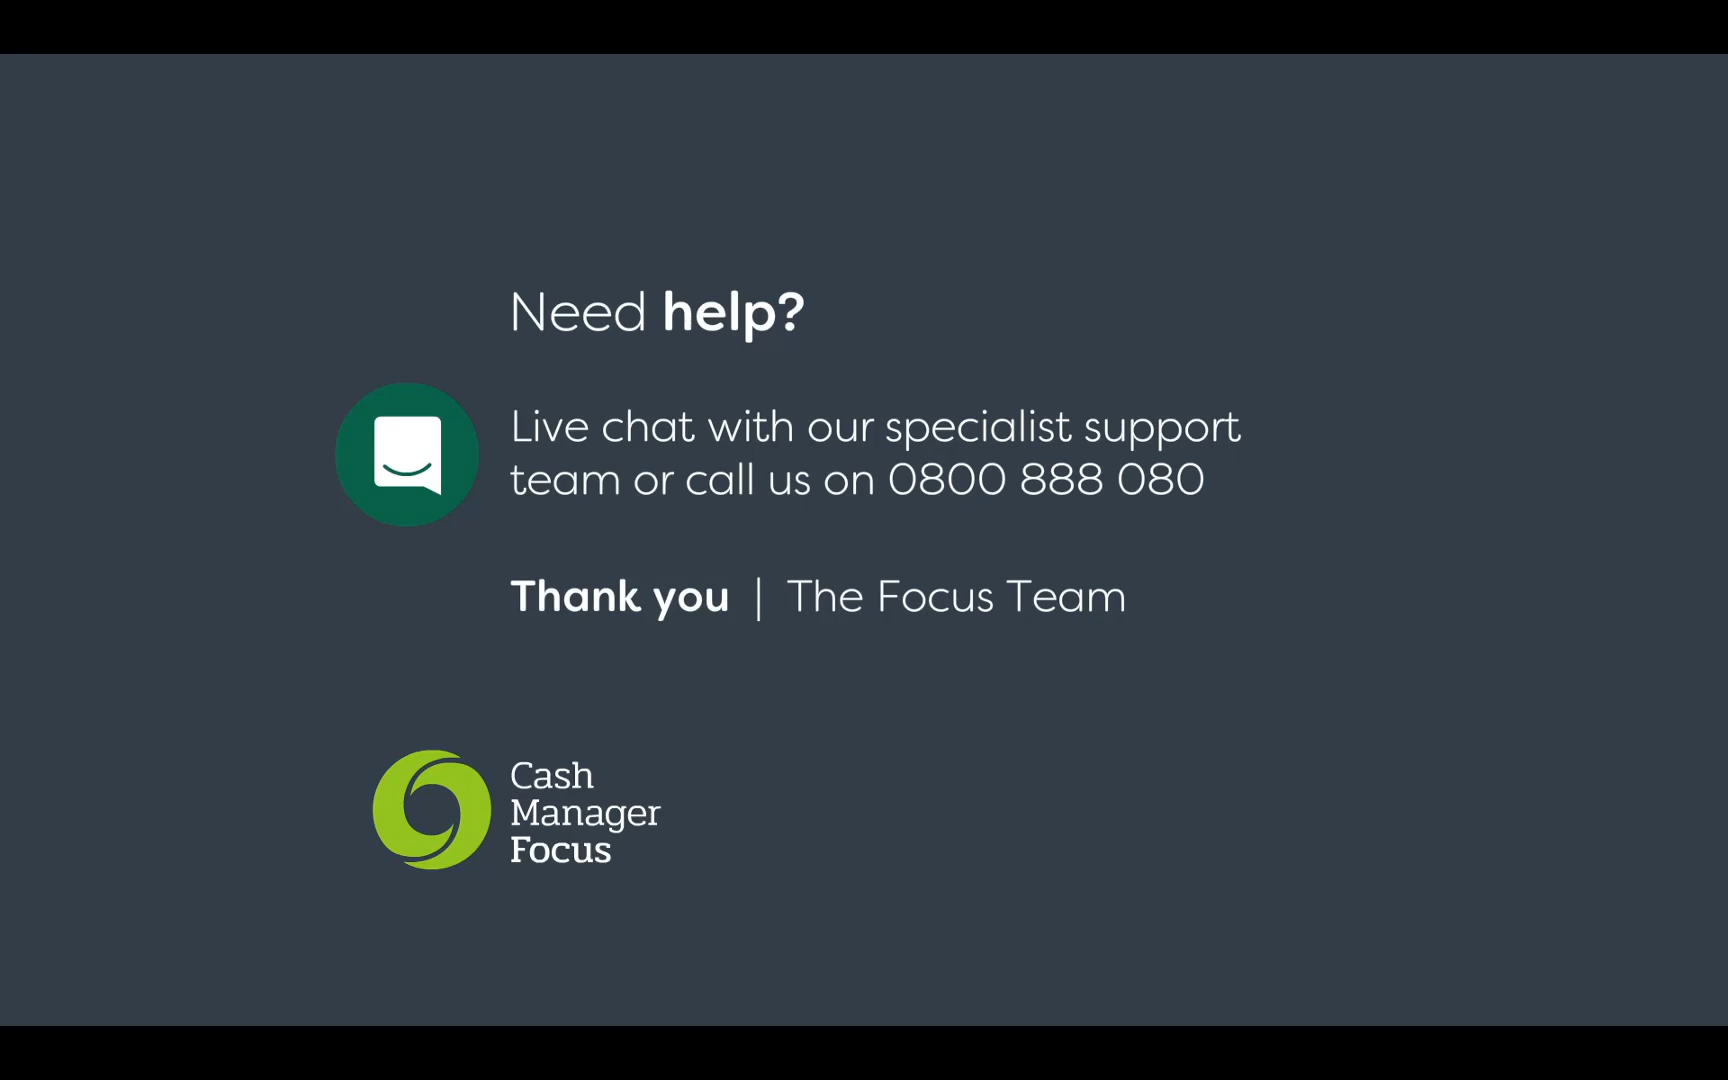 Need help?
Live chat with our specialist support
team or call us on 0800 888 080
Thank you | The Focus Team
Cash
Manager
Focus